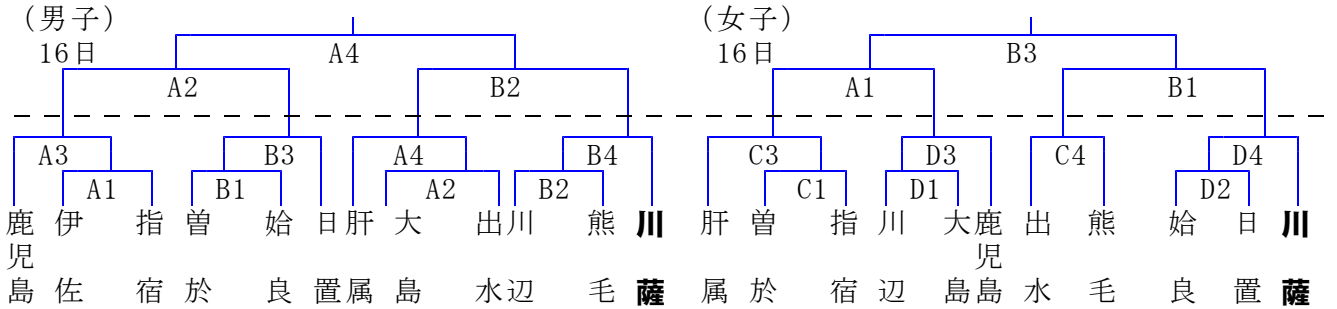 (男子) (女子)
16日 A4 16日 B3
A2 B2 A1 B1
A3 B3 A4 B4 C3 D3 C4 D4
A1 B1 A2 B2 C1 D1 D2
鹿児島 伊佐 指宿 曽於 姶良 日置 肝属 大島 出水 川辺 熊毛 川薩 肝属 曽於 指宿 川辺 大島 鹿児島 出水 熊毛 姶良 日置 川薩